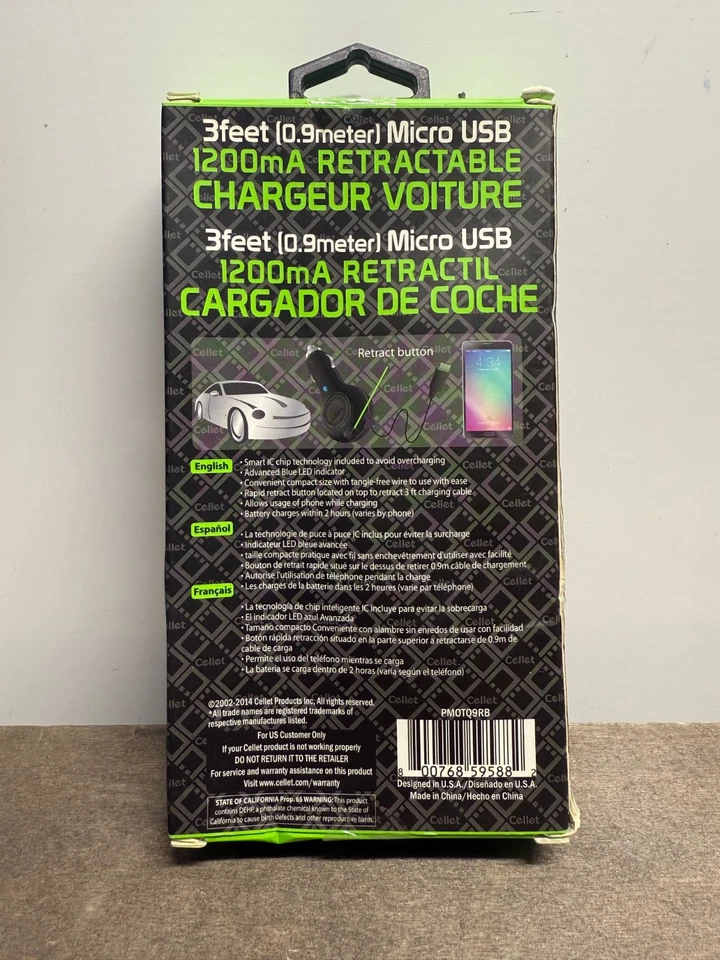 3feet (0.9meter) Micro USB
1200mA RETRACTABLE
CHARGEUR VOITURE
3feet (0.9meter) Micro USB
1200mA RETRACTIL
CARGADOR DE COCHE
Retract button
4:34
English
• Smart IC chip technology included to avoid overcharging
• Advanced Blue LED indicator
• Convenient compact size with tangle-free wire to use with ease
• Rapid retract button located on top to retract 3 ft charging cable
• Allows usage of phone while charging
• Battery charges within 2 hours (varies by phone)
Español
• La technologie de puce à puce IC inclus pour éviter la surcharge
• Indicateur LED bleue avancée
• taille compacte pratique avec fil sans enchevêtrement d'utiliser avec facilité
• Bouton de retrait rapide situé sur le dessus de retirer 0.9m câble de chargement
• Autorise l'utilisation de téléphone pendant la charge
• Les charges de la batterie dans les 2 heures (varie par téléphone)
Français
• La tecnología de chip inteligente IC incluye para evitar la sobrecarga
• El indicador LED azul Avanzada
• Tamaño compacto Conveniente con alambre sin enredos de usar con facilidad
• Botón rápida retracción situado en la parte superior a retractarse de 0.9m de
cable de carga
• Permite el uso del teléfono mientras se carga
• La batería se carga dentro de 2 horas (varía según el teléfono)
©2002-2014 Cellet Products Inc, All rights reserved.
*All trade names are registered trademarks of
respective manufactures listed.
For US Customer Only
If your Cellet product is not working properly
DO NOT RETURN IT TO THE RETAILER
For service and warranty assistance on this product
Visit www.cellet.com/warranty
STATE OF CALIFORNIA Prop. 65 WARNING: This product
contains DEHP, a phthalate chemical known to the State of
California to cause birth defects and other reproductive harm.
PMOTQ9RB
8 00768 59588 2
Designed in U.S.A./Diseñado en U.S.A.
Made in China/Hecho en China